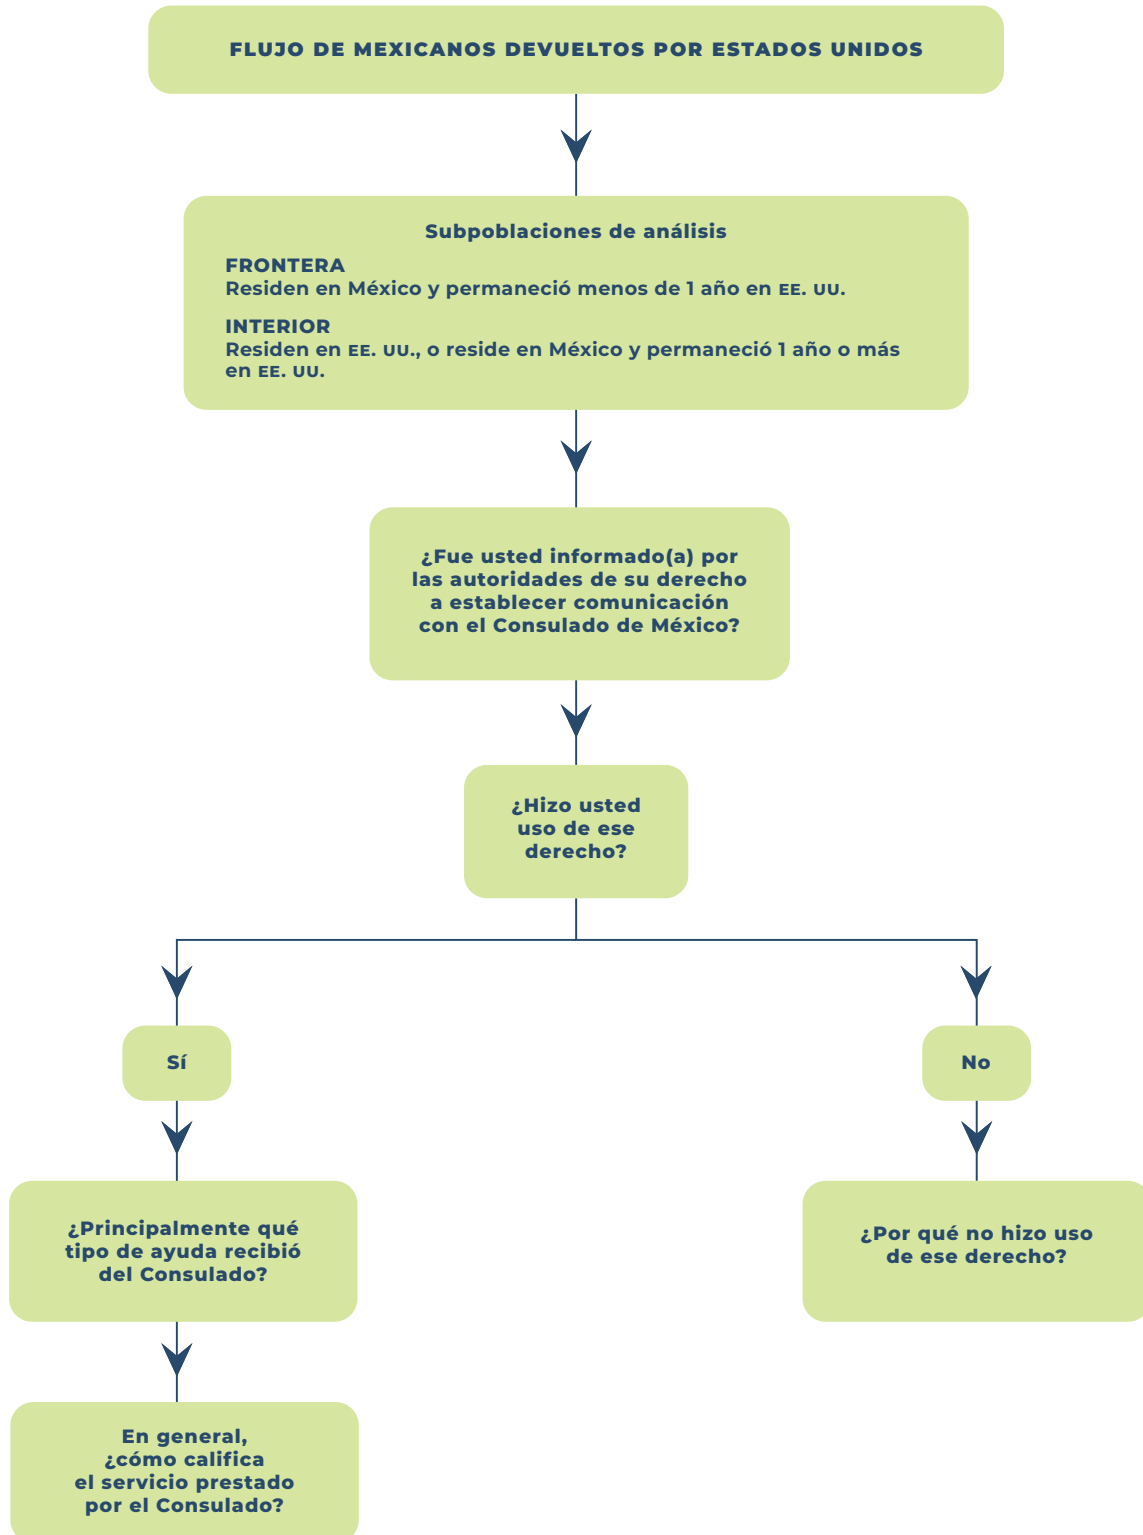 FLUJO DE MEXICANOS DEVUELTOS POR ESTADOS UNIDOS
Subpoblaciones de análisis
FRONTERA
Residen en México y permaneció menos de 1 año en EE. UU.
INTERIOR
Residen en EE. UU., o reside en México y permaneció 1 año o más
en EE. UU.
¿Fue usted informado(a) por
las autoridades de su derecho
a establecer comunicación
con el Consulado de México?
¿Hizo usted
uso de ese
derecho?
Sí
No
¿Principalmente qué
tipo de ayuda recibió
del Consulado?
¿Por qué no hizo uso
de ese derecho?
En general,
¿cómo califica
el servicio prestado
por el Consulado?